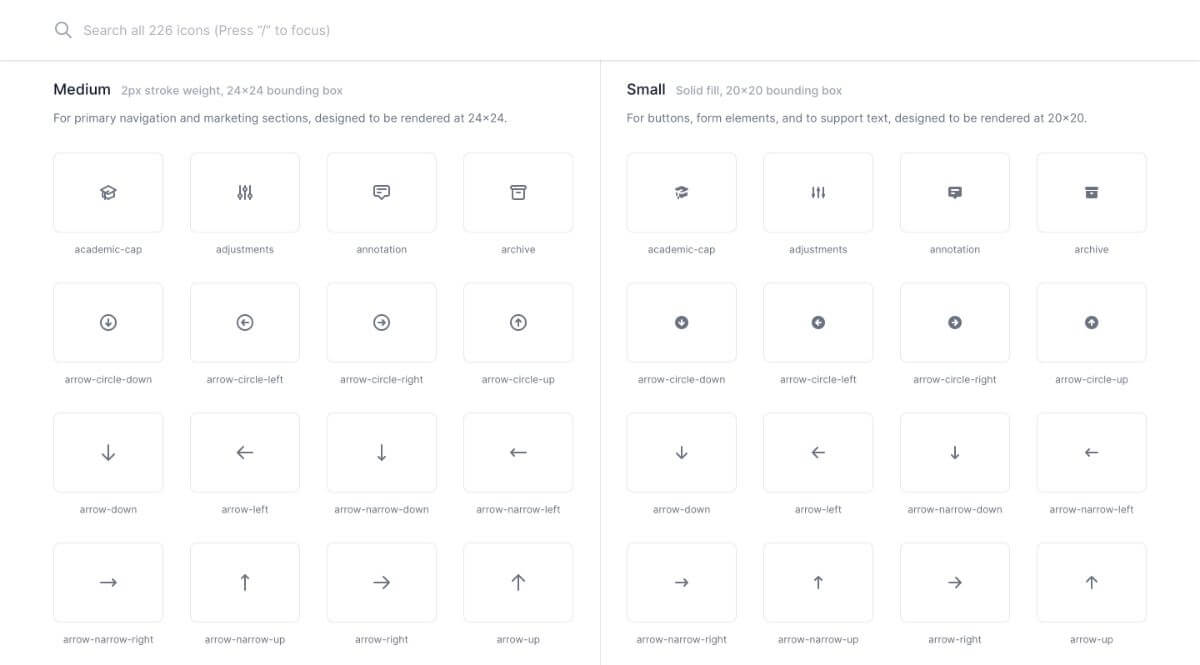 Search all 226 icons (Press "/" to focus)
Medium 2px stroke weight, 24×24 bounding box
For primary navigation and marketing sections, designed to be rendered at 24×24.
academic-cap adjustments annotation archive
arrow-circle-down arrow-circle-left arrow-circle-right arrow-circle-up
arrow-down arrow-left arrow-narrow-down arrow-narrow-left
arrow-narrow-right arrow-narrow-up arrow-right arrow-up
Small Solid fill, 20×20 bounding box
For buttons, form elements, and to support text, designed to be rendered at 20×20.
academic-cap adjustments annotation archive
arrow-circle-down arrow-circle-left arrow-circle-right arrow-circle-up
arrow-down arrow-left arrow-narrow-down arrow-narrow-left
arrow-narrow-right arrow-narrow-up arrow-right arrow-up